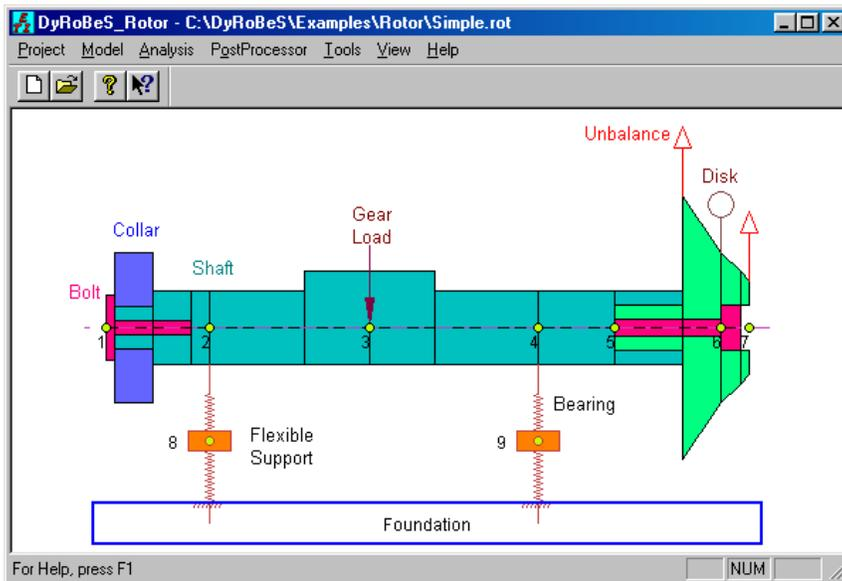 DyRoBeS_Rotor - C:\DyRoBeS\Examples\Rotor\Simple.rot
Project Model Analysis PostProcessor Tools View Help
Unbalance
Disk
Gear
Load
Collar
Shaft
Bolt
1 2 3 4 5 6 7
Bearing
8 Flexible
Support
9
Foundation
For Help, press F1 NUM